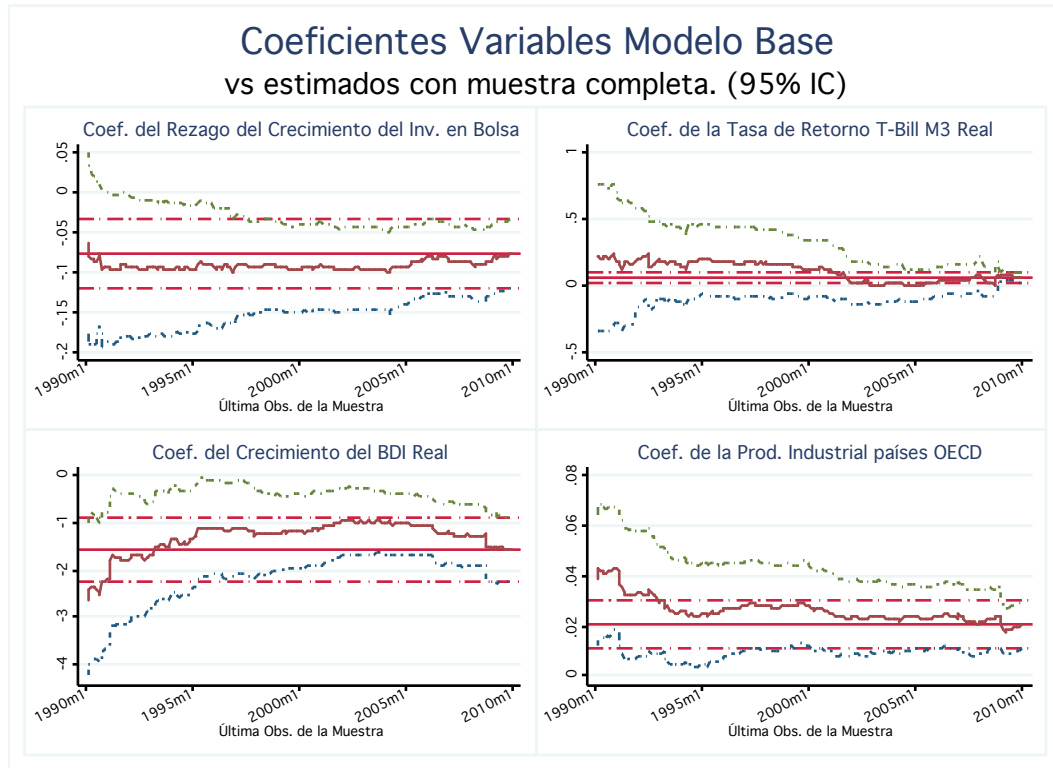 Coeficientes Variables Modelo Base
vs estimados con muestra completa. (95% IC)
Coef. del Rezago del Crecimiento del Inv. en Bolsa
.05
0
-.05
-.1
-.15
-.2
1990m1
1995m1
2000m1
2005m1
2010m1
Última Obs. de la Muestra
Coef. de la Tasa de Retorno T-Bill M3 Real
1
.5
0
-.5
1990m1
1995m1
2000m1
2005m1
2010m1
Última Obs. de la Muestra
Coef. del Crecimiento del BDI Real
0
-1
-2
-3
-4
1990m1
1995m1
2000m1
2005m1
2010m1
Última Obs. de la Muestra
Coef. de la Prod. Industrial países OECD
.08
.06
.04
.02
0
1990m1
1995m1
2000m1
2005m1
2010m1
Última Obs. de la Muestra